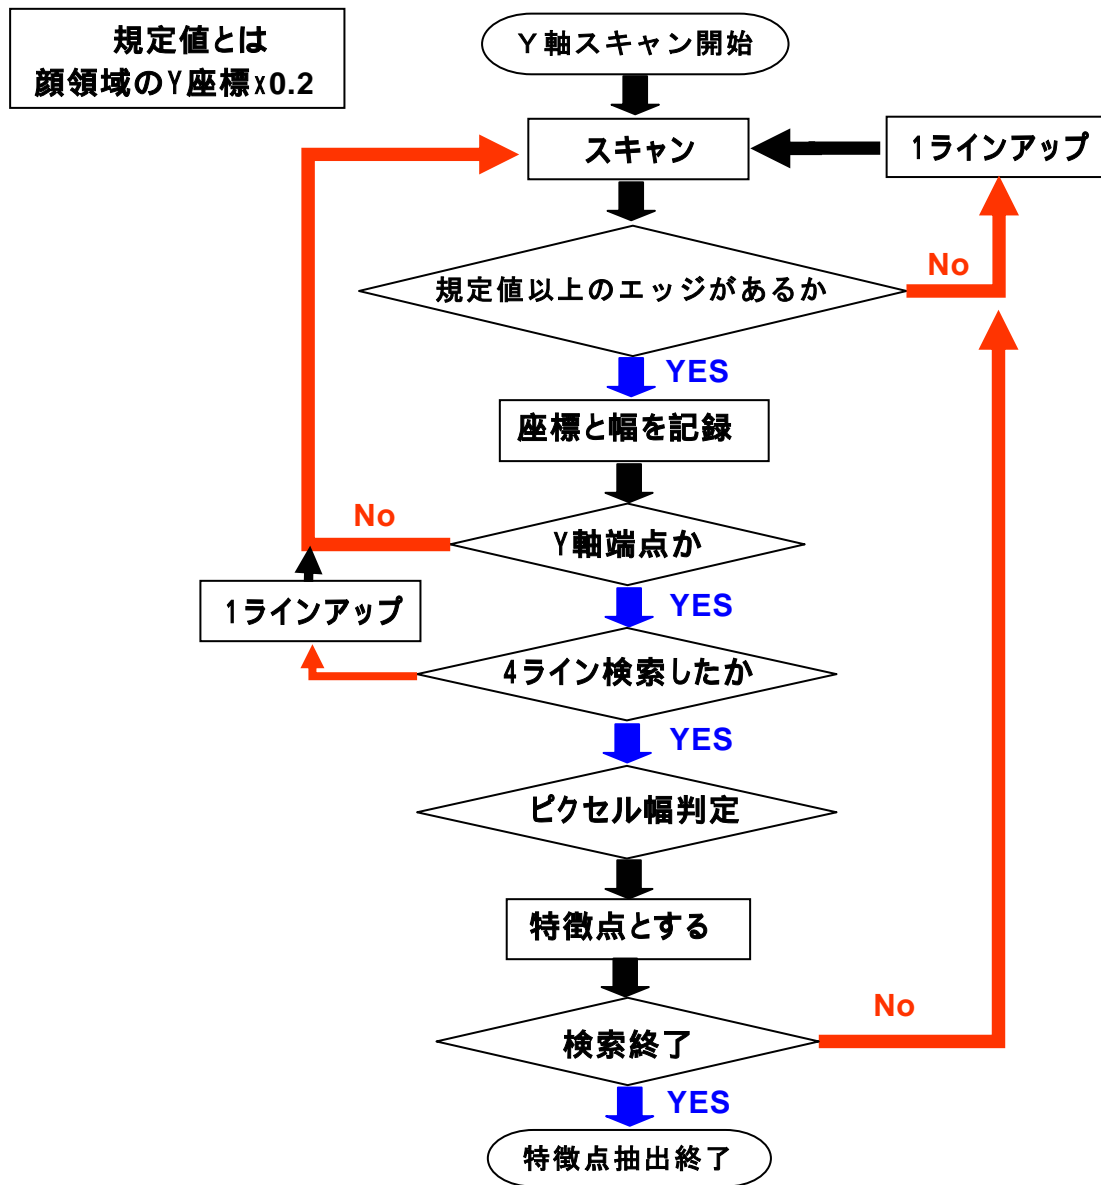 規定値とは
顔領域のY座標x0.2
Y軸スキャン開始
スキャン
1ラインアップ
規定値以上のエッジがあるか
No
YES
座標と幅を記録
No
Y軸端点か
1ラインアップ
YES
4ライン検索したか
YES
ピクセル幅判定
特徴点とする
No
検索終了
YES
特徴点抽出終了